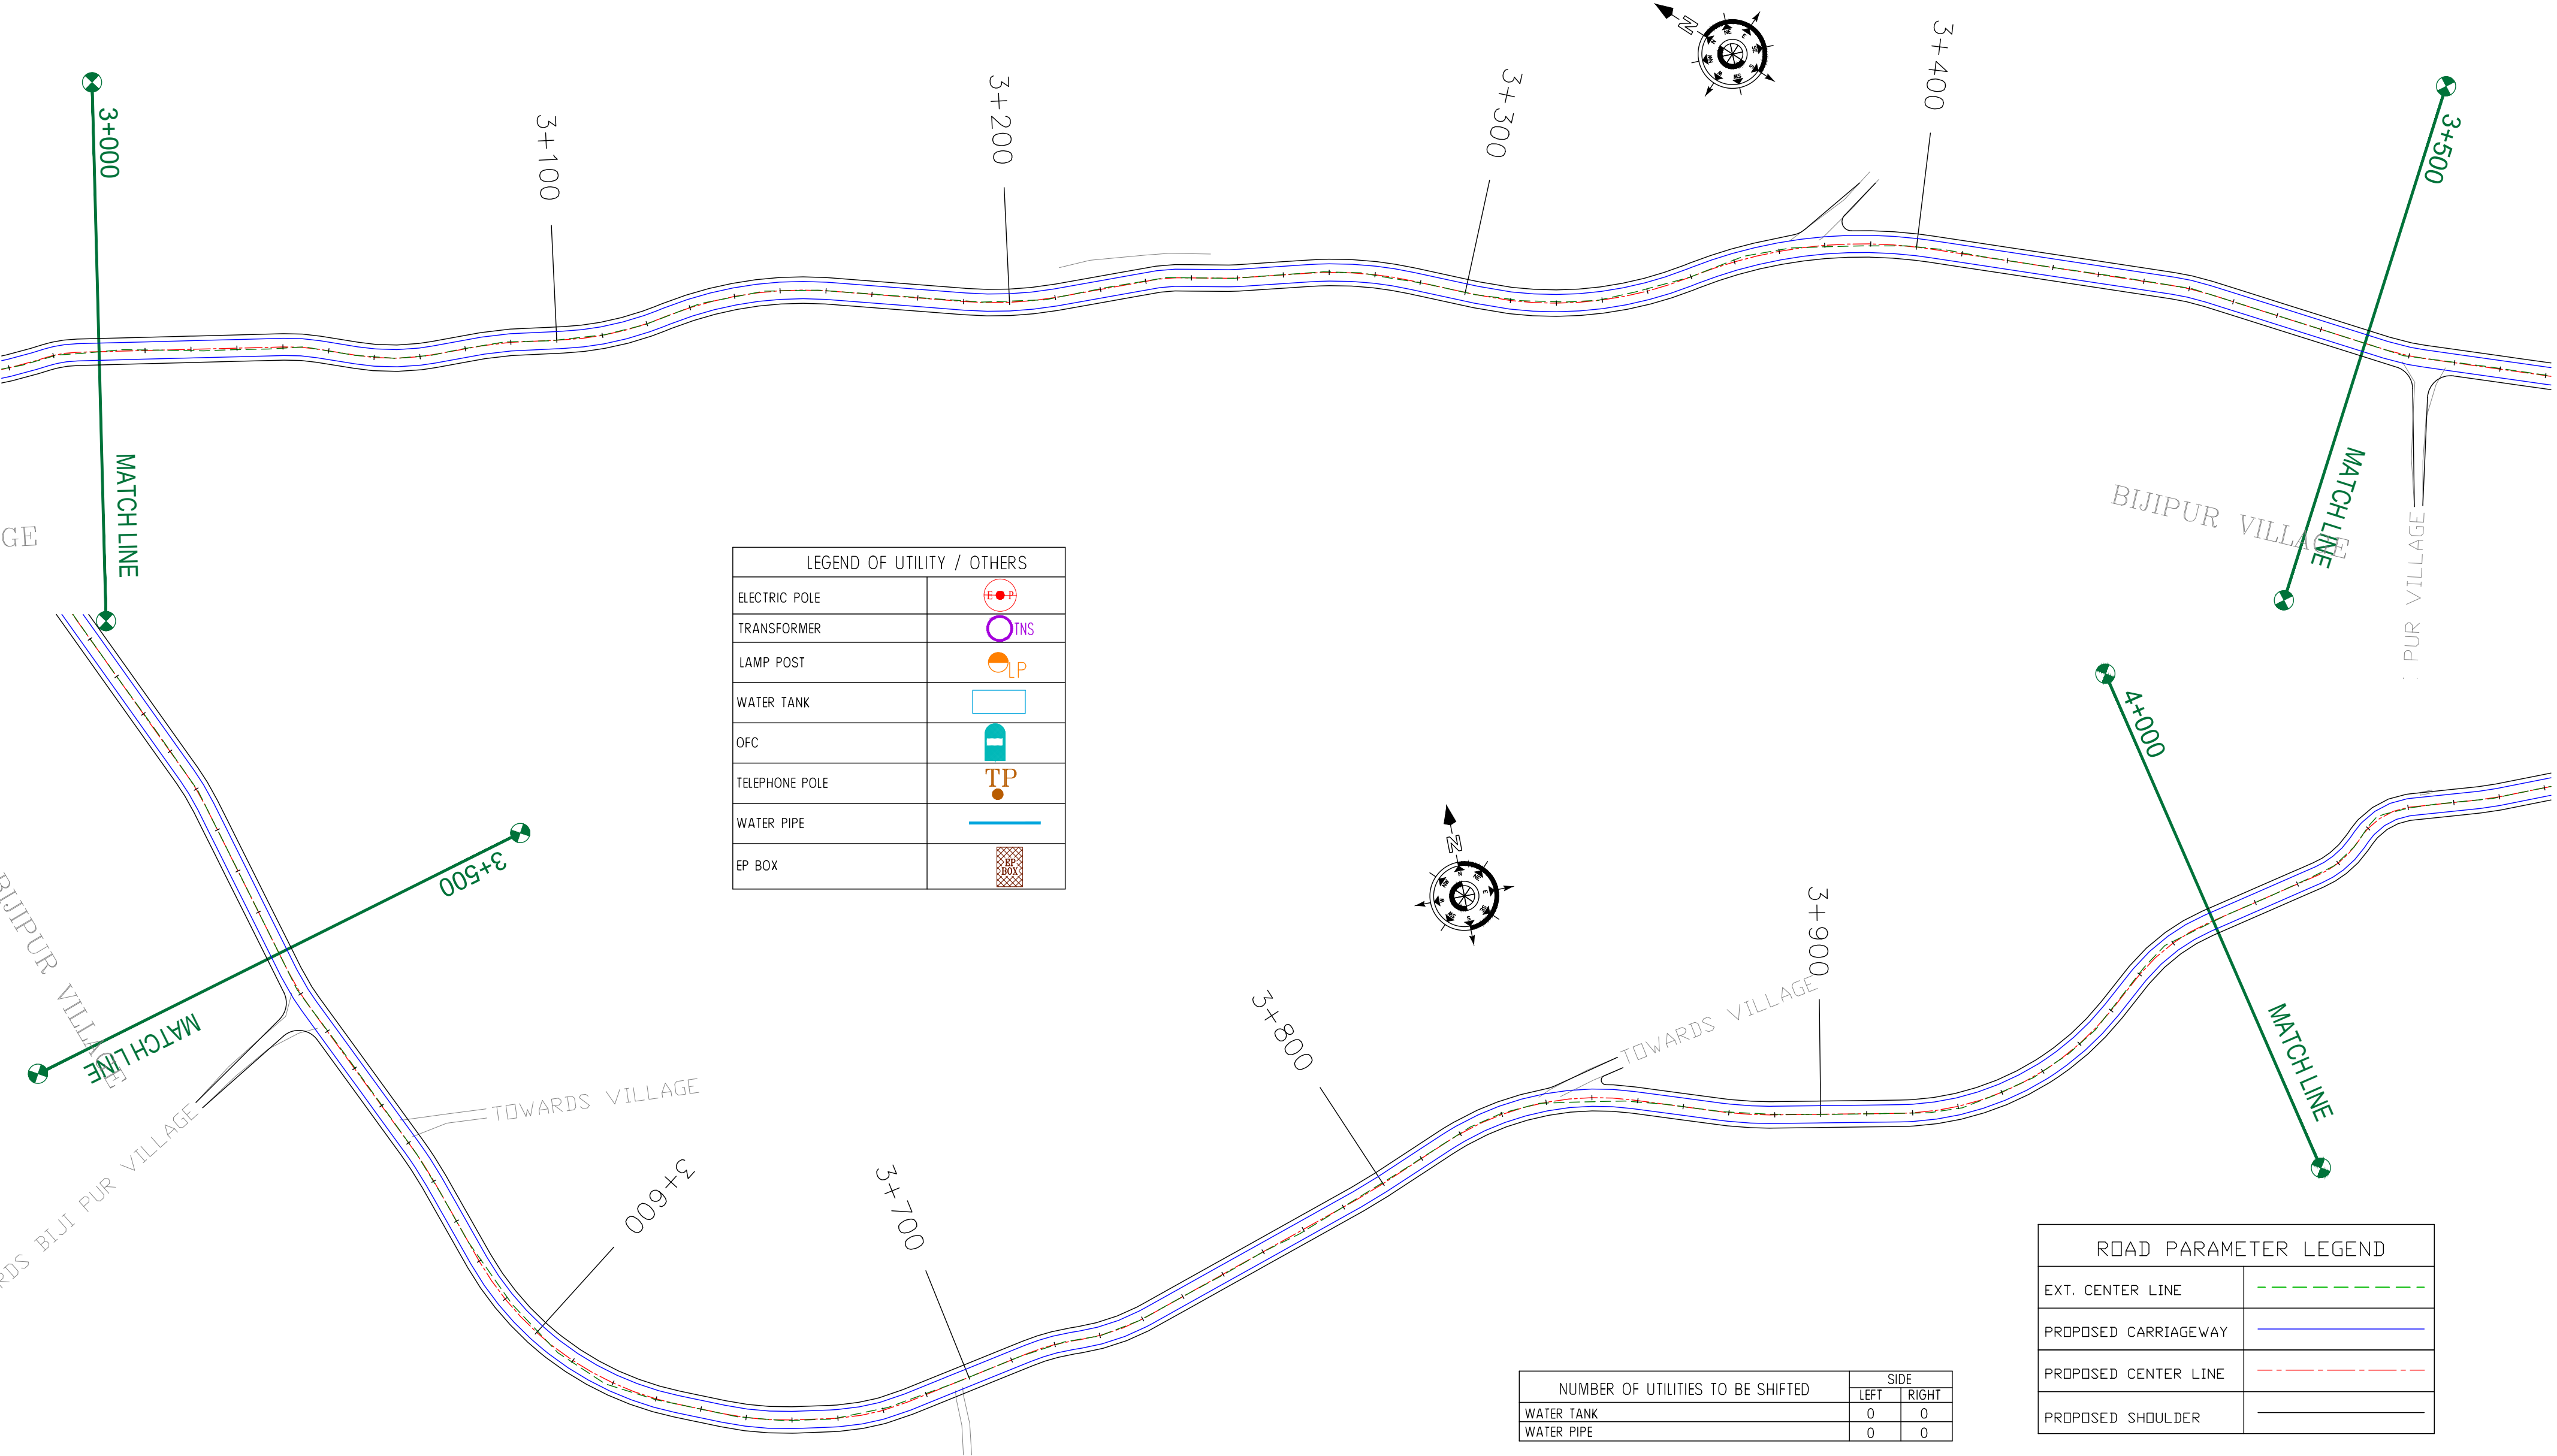 N
3+000
3+100
3+200
3+300
3+400
3+500
MATCH LINE
MATCH LINE
GE
BIJIPUR VILLAGE
PUR VILLAGE
LEGEND OF UTILITY / OTHERS
ELECTRIC POLE E P
TRANSFORMER TNS
LAMP POST LP
WATER TANK
OFC
TELEPHONE POLE TP
WATER PIPE
EP BOX EP BOX
BIJIPUR VILLAGE
3+500
MATCH LINE
RDS BIJI PUR VILLAGE
TOWARDS VILLAGE
3+600
3+700
3+800
N
TOWARDS VILLAGE
3+900
4+000
MATCH LINE
NUMBER OF UTILITIES TO BE SHIFTED SIDE
LEFT RIGHT
WATER TANK 0 0
WATER PIPE 0 0
ROAD PARAMETER LEGEND
EXT. CENTER LINE
PROPOSED CARRIAGEWAY
PROPOSED CENTER LINE
PROPOSED SHOULDER